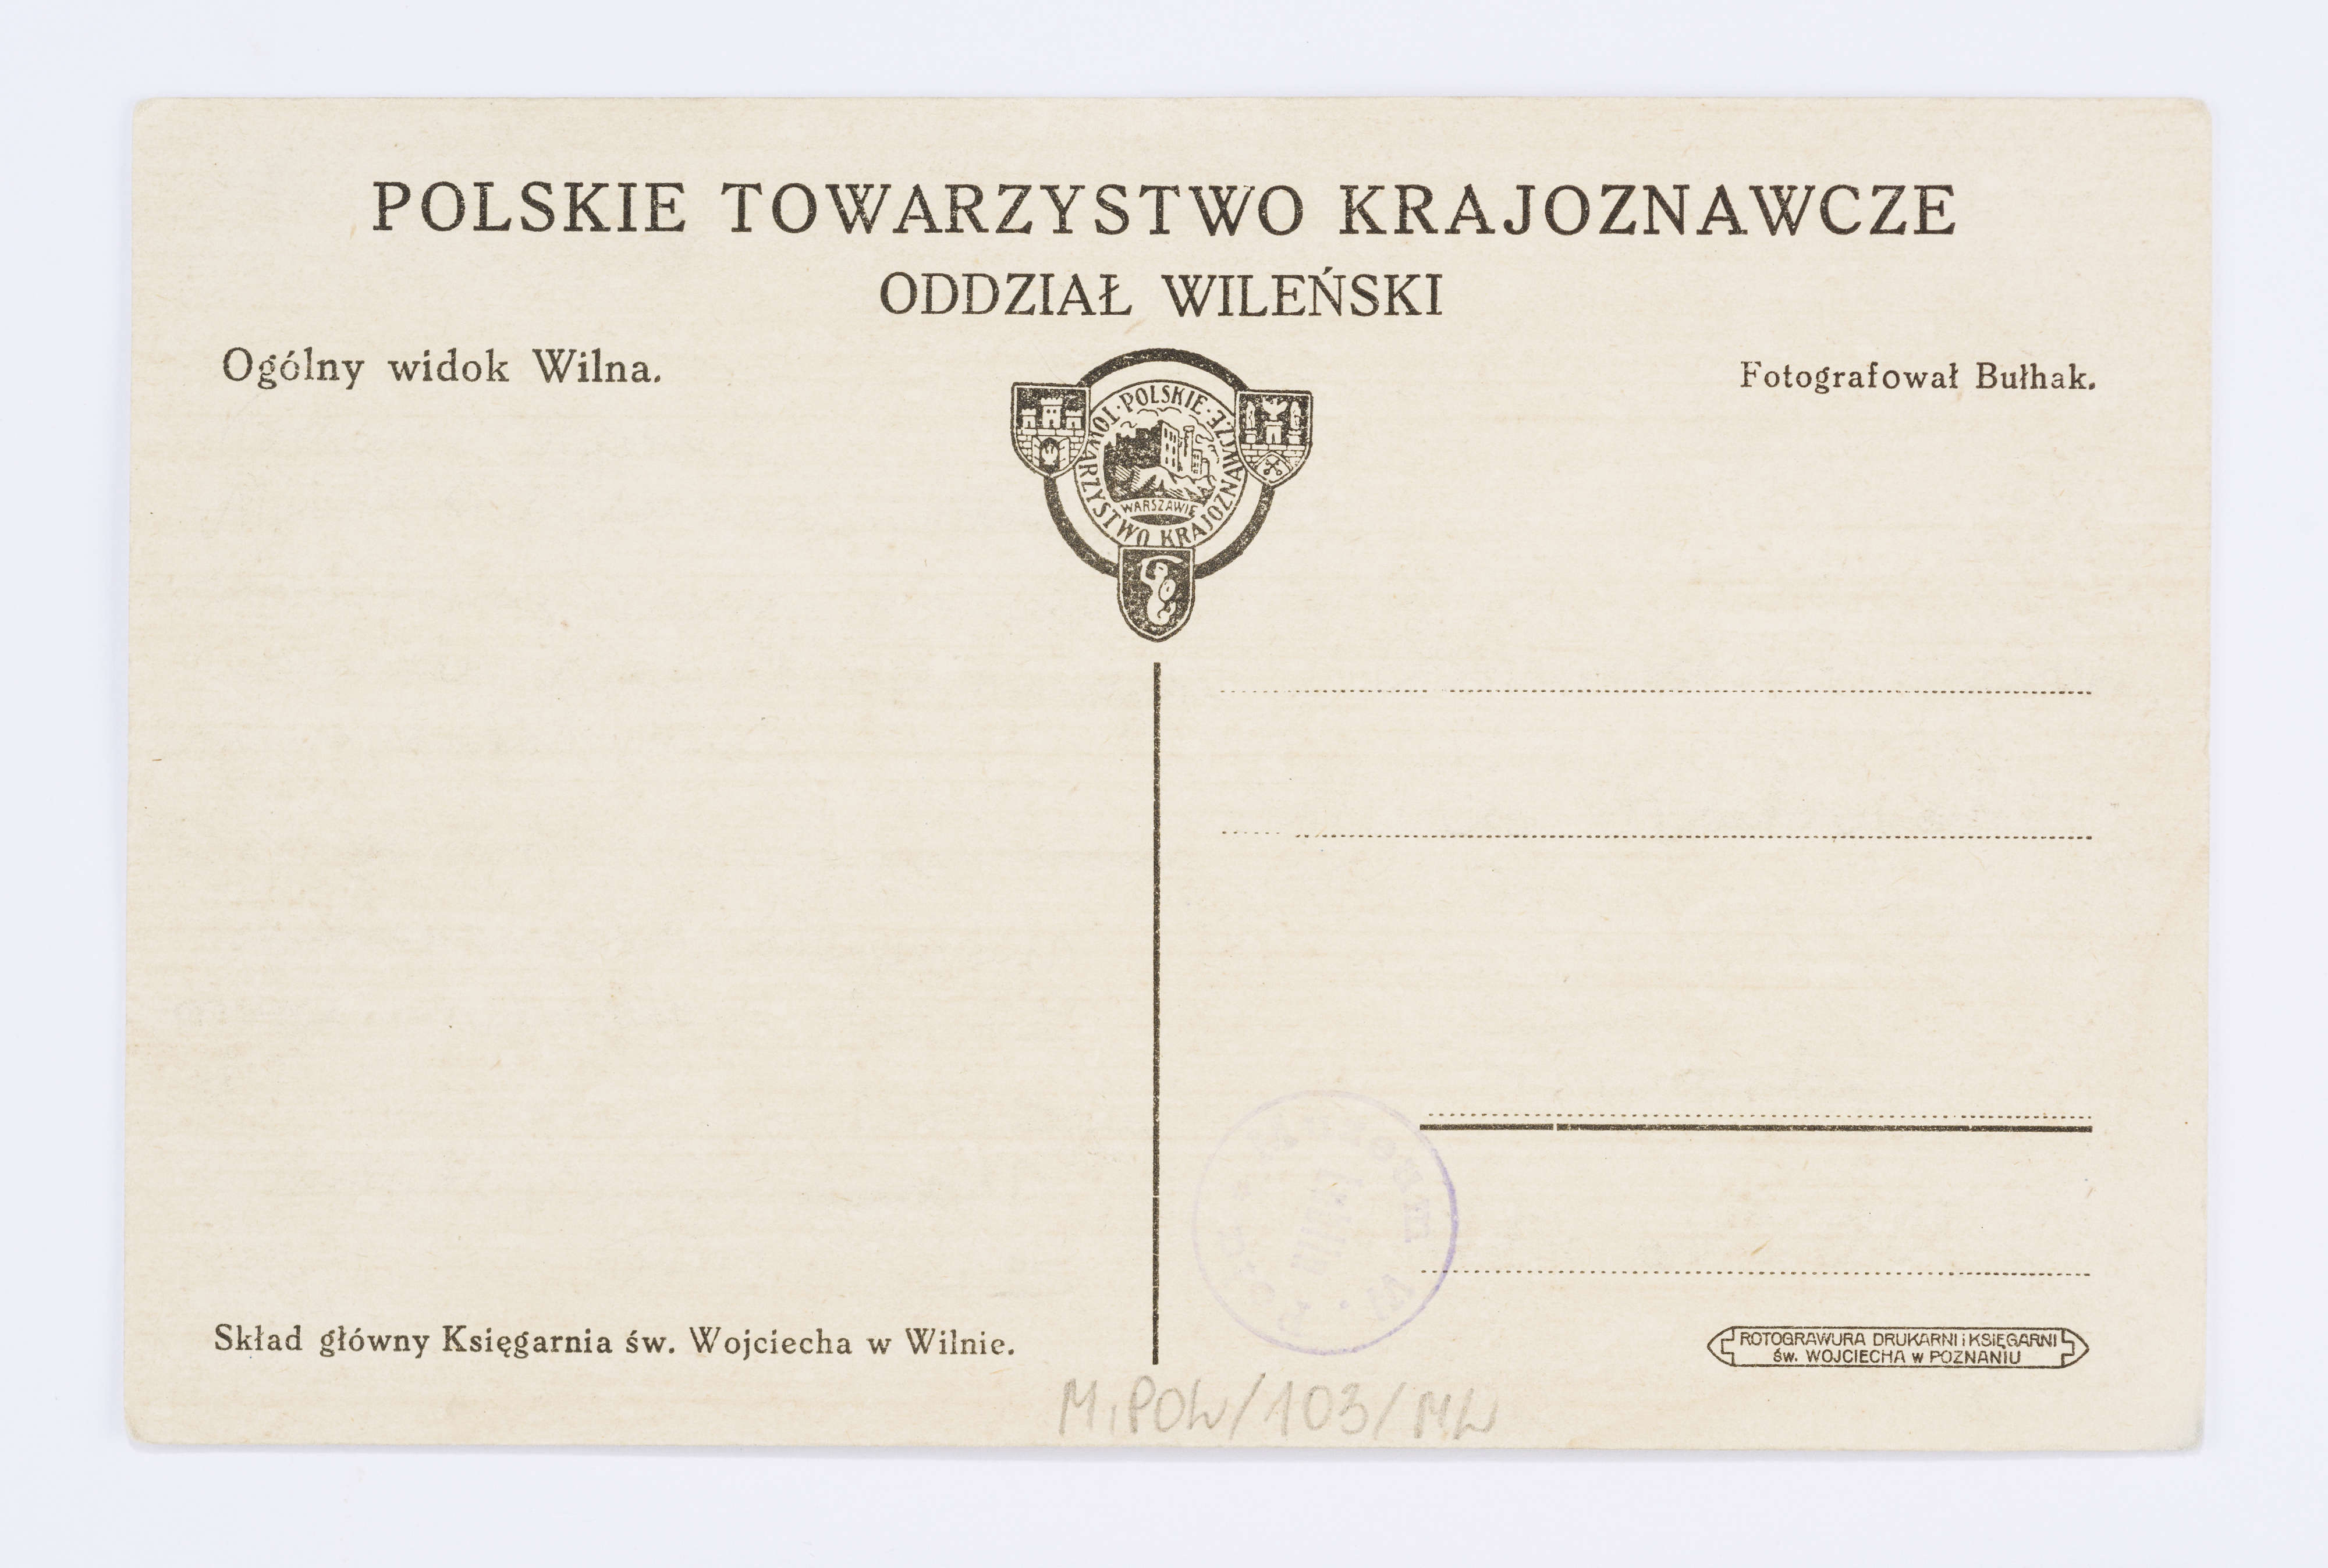 POLSKIE TOWARZYSTWO KRAJOZNAWCZE
ODDZIAŁ WILEŃSKI
Ogólny widok Wilna.
Fotografował Bułhak.
· POLSKIE · TOWARZYSTWO KRAJOZNAWCZE
WARSZAWIE
Skład główny Księgarnia św. Wojciecha w Wilnie.
ROTOGRAWURA DRUKARNI i KSIĘGARNI
św. WOJCIECHA w POZNANIU
M.POW/103/MW